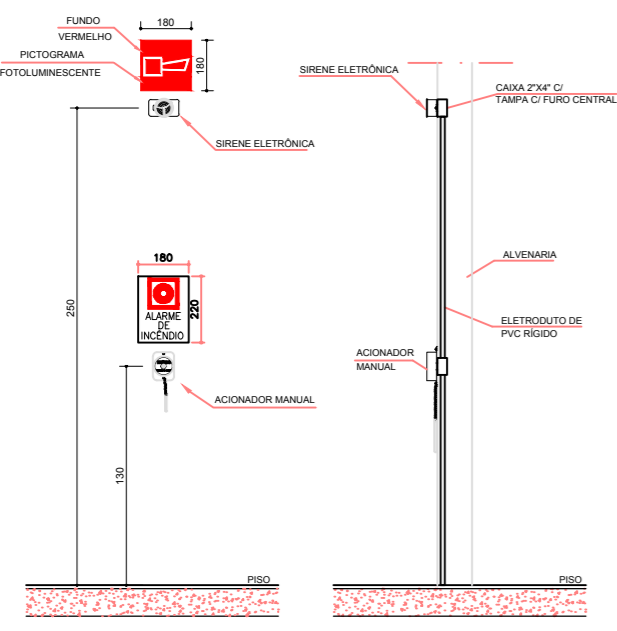 FUNDO
VERMELHO
180
PICTOGRAMA
FOTOLUMINESCENTE
180
SIRENE ELETRÔNICA
250
180
ALARME
DE
INCÊNDIO
220
ACIONADOR MANUAL
130
PISO
SIRENE ELETRÔNICA
CAIXA 2"X4" C/
TAMPA C/ FURO CENTRAL
ALVENARIA
ELETRODUTO DE
PVC RÍGIDO
ACIONADOR
MANUAL
PISO